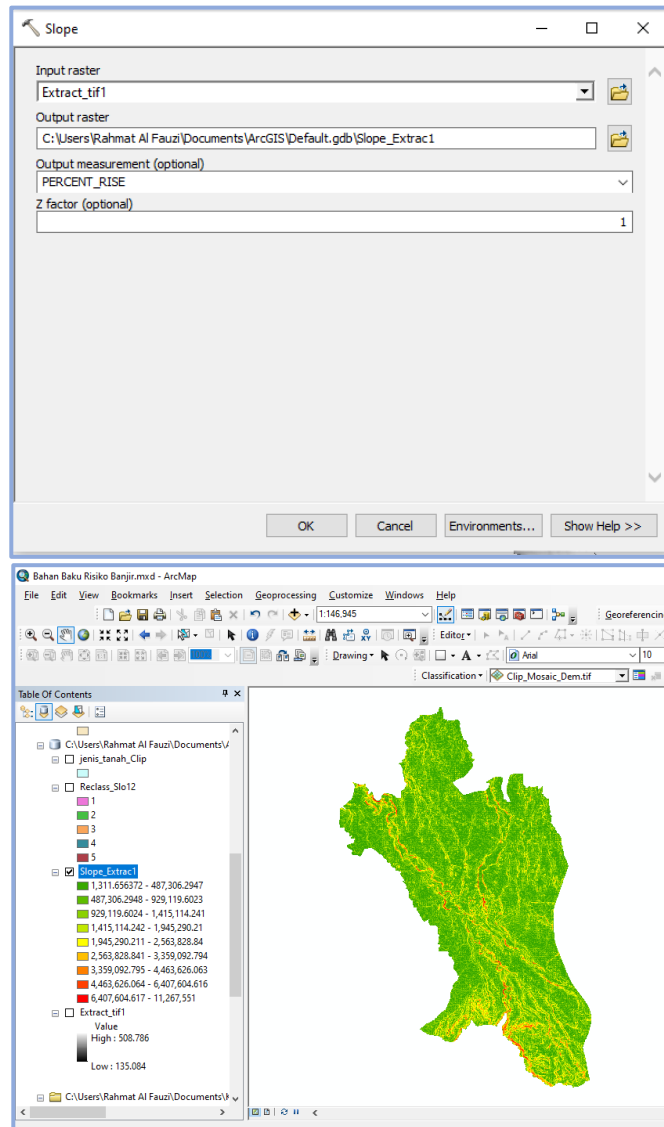 Slope
Input raster
Extract_tif1
Output raster
C:\Users\Rahmat Al Fauzi\Documents\ArcGIS\Default.gdb\Slope_Extrac1
Output measurement (optional)
PERCENT_RISE
Z factor (optional)
1
OK Cancel Environments... Show Help >>
Bahan Baku Risiko Banjir.mxd - ArcMap
File Edit View Bookmarks Insert Selection Geoprocessing Customize Windows Help
1:146,945 Georeferencin
Editor
Drawing A Arial 10
Classification Clip_Mosaic_Dem.tif
Table Of Contents
C:\Users\Rahmat Al Fauzi\Documents\A
jenis_tanah_Clip
Reclass_Slo12
1
2
3
4
5
Slope_Extrac1
1,311.656372 - 487,306.2947
487,306.2948 - 929,119.6023
929,119.6024 - 1,415,114.241
1,415,114.242 - 1,945,290.21
1,945,290.211 - 2,563,828.84
2,563,828.841 - 3,359,092.794
3,359,092.795 - 4,463,626.063
4,463,626.064 - 6,407,604.616
6,407,604.617 - 11,267,551
Extract_tif1
Value
High : 508.786
Low : 135.084
C:\Users\Rahmat Al Fauzi\Documents\K